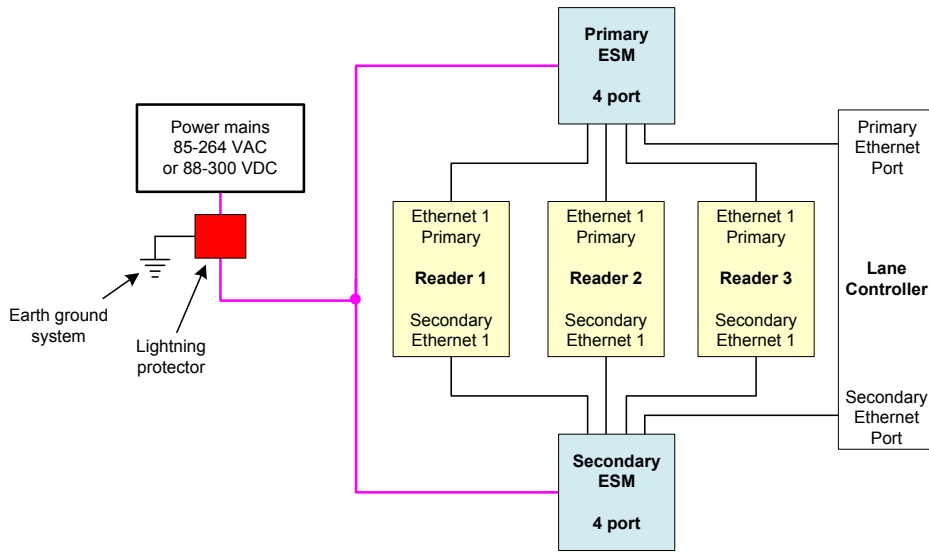 Primary
ESM
4 port
Power mains
85-264 VAC
or 88-300 VDC
Earth ground
system
Lightning
protector
Ethernet 1
Primary
Reader 1
Secondary
Ethernet 1
Ethernet 1
Primary
Reader 2
Secondary
Ethernet 1
Ethernet 1
Primary
Reader 3
Secondary
Ethernet 1
Primary
Ethernet
Port
Lane
Controller
Secondary
Ethernet
Port
Secondary
ESM
4 port